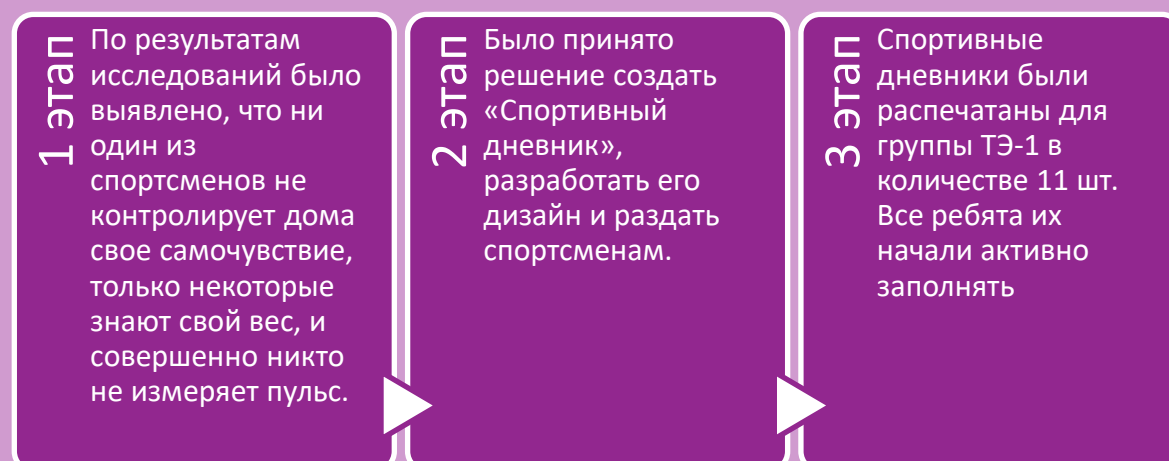 1 этап
По результатам
исследований было
выявлено, что ни
один из
спортсменов не
контролирует дома
свое самочувствие,
только некоторые
знают свой вес, и
совершенно никто
не измеряет пульс.
2 этап
Было принято
решение создать
«Спортивный
дневник»,
разработать его
дизайн и раздать
спортсменам.
3 этап
Спортивные
дневники были
распечатаны для
группы ТЭ-1 в
количестве 11 шт.
Все ребята их
начали активно
заполнять